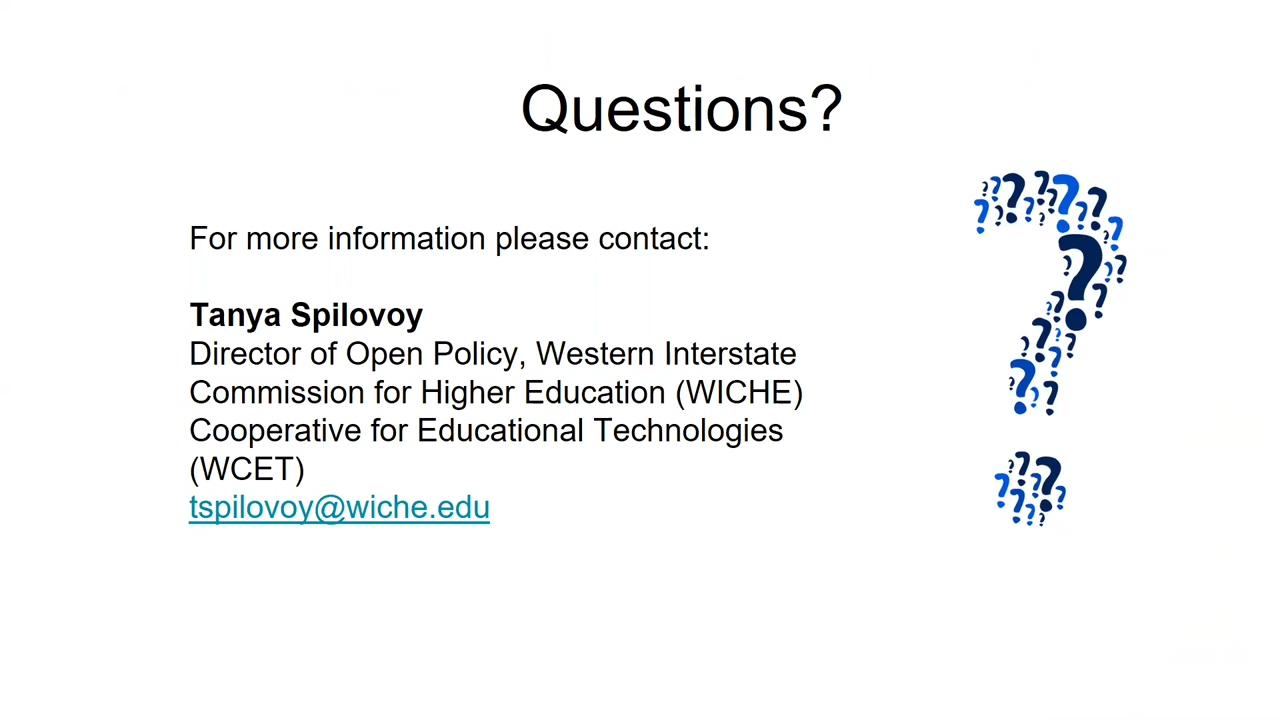 Questions?
For more information please contact:
Tanya Spilovoy
Director of Open Policy, Western Interstate
Commission for Higher Education (WICHE)
Cooperative for Educational Technologies
(WCET)
tspilovoy@wiche.edu